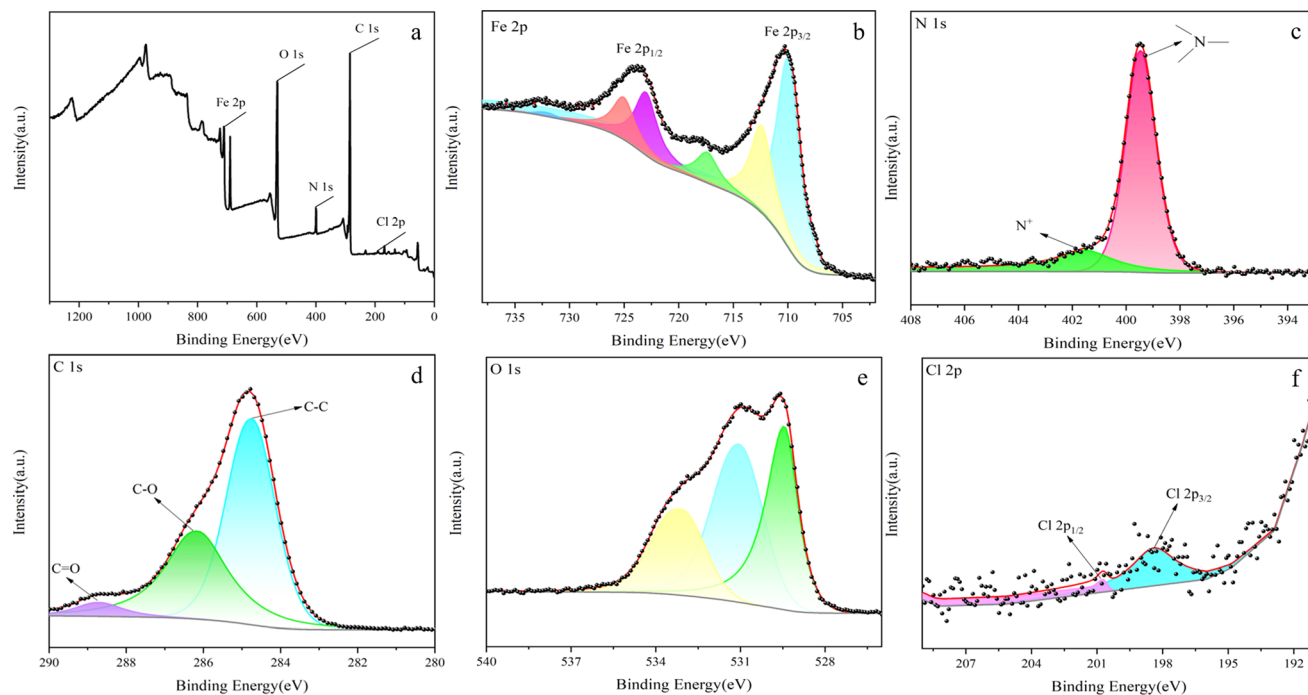 a
C 1s
O 1s
Fe 2p
N 1s
Cl 2p
Intensity(a.u.)
1200 1000 800 600 400 200 0
Binding Energy(eV)
Fe 2p
b
Fe 2p1/2
Fe 2p3/2
Intensity(a.u.)
735 730 725 720 715 710 705
Binding Energy(eV)
N 1s
c
N
N+
Intensity(a.u.)
408 406 404 402 400 398 396 394
Binding Energy(eV)
C 1s
d
C-C
C-O
C=O
Intensity(a.u.)
290 288 286 284 282 280
Binding Energy(eV)
O 1s
e
Intensity(a.u.)
540 537 534 531 528
Binding Energy(eV)
Cl 2p
f
Cl 2p3/2
Cl 2p1/2
Intensity(a.u.)
207 204 201 198 195 192
Binding Energy(eV)